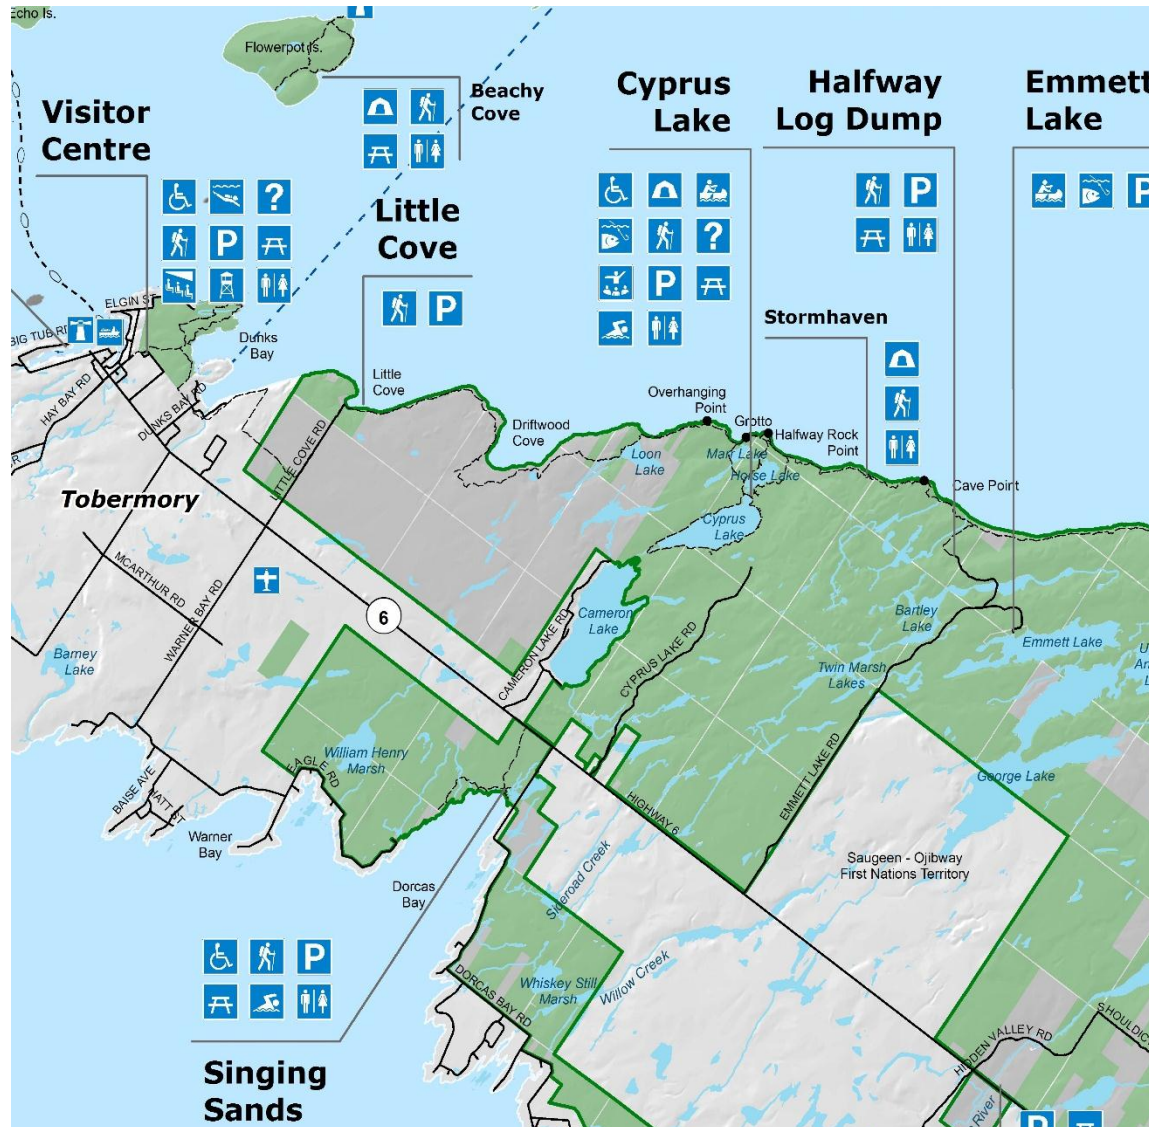 Echo Is.
Flowerpot Is.
Beachy
Cove
Visitor
Centre
Little
Cove
Cyprus
Lake
Halfway
Log Dump
Emmett
Lake
?
P
P
?
P
P
P
Stormhaven
ELGIN ST
BIG TUB RD
HAY BAY RD
DUNKS BAY RD
Dunks
Bay
Little
Cove
Driftwood
Cove
Overhanging
Point
Grotto
Halfway Rock
Point
Cave Point
Loon
Lake
Marr Lake
Horse Lake
Cyprus
Lake
LITTLE COVE RD
Tobermory
MCARTHUR RD
WARNER BAY RD
6
Barney
Lake
CAMERON LAKE RD
Cameron
Lake
CYPRUS LAKE RD
Bartley
Lake
Emmett Lake
Twin Marsh
Lakes
William Henry
Marsh
EAGLE RD
BAISE AVE
HATT ST
Warner
Bay
HIGHWAY 6
EMMETT LAKE RD
George Lake
Saugeen - Ojibway
First Nations Territory
Dorcas
Bay
Sideroad Creek
Willow Creek
Whiskey Still
Marsh
DORCAS BAY RD
HIDDEN VALLEY RD
P
Singing
Sands
River
P